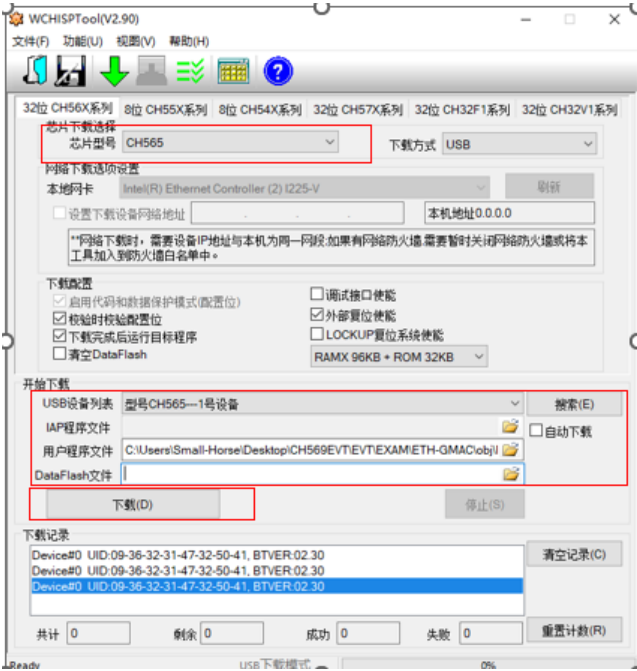 WCHISPTool(V2.90)
文件(F) 功能(U) 视图(V) 帮助(H)
32位 CH56X系列 8位 CH55X系列 8位 CH54X系列 32位 CH57X系列 32位 CH32F1系列 32位 CH32V1系列
芯片下载选择
芯片型号 CH565 下载方式 USB
网络下载选项设置
本地网卡 Intel(R) Ethernet Controller (2) I225-V 刷新
设置下载设备网络地址 . . . 本机地址0.0.0.0
**网络下载时，需要设备IP地址与本机为同一网段.如果有网络防火墙.需要暂时关闭网络防火墙或将本
工具加入到防火墙白名单中。
下载配置
启用代码和数据保护模式(配置位) 调试接口使能
校验时校验配置位 外部复位使能
下载完成后运行目标程序 LOCKUP复位系统使能
清空DataFlash RAMX 96KB + ROM 32KB
开始下载
USB设备列表 型号CH565---1号设备 搜索(E)
IAP程序文件 自动下载
用户程序文件 C:\Users\Small-Horse\Desktop\CH569EVT\EVT\EXAM\ETH-GMAC\obj\
DataFlash文件
下载(D) 停止(S)
下载记录
Device#0 UID:09-36-32-31-47-32-50-41, BTVER:02.30 清空记录(C)
Device#0 UID:09-36-32-31-47-32-50-41, BTVER:02.30
Device#0 UID:09-36-32-31-47-32-50-41, BTVER:02.30
共计 0 剩余 0 成功 0 失败 0 重置计数(R)
Ready USB下载模式 0%